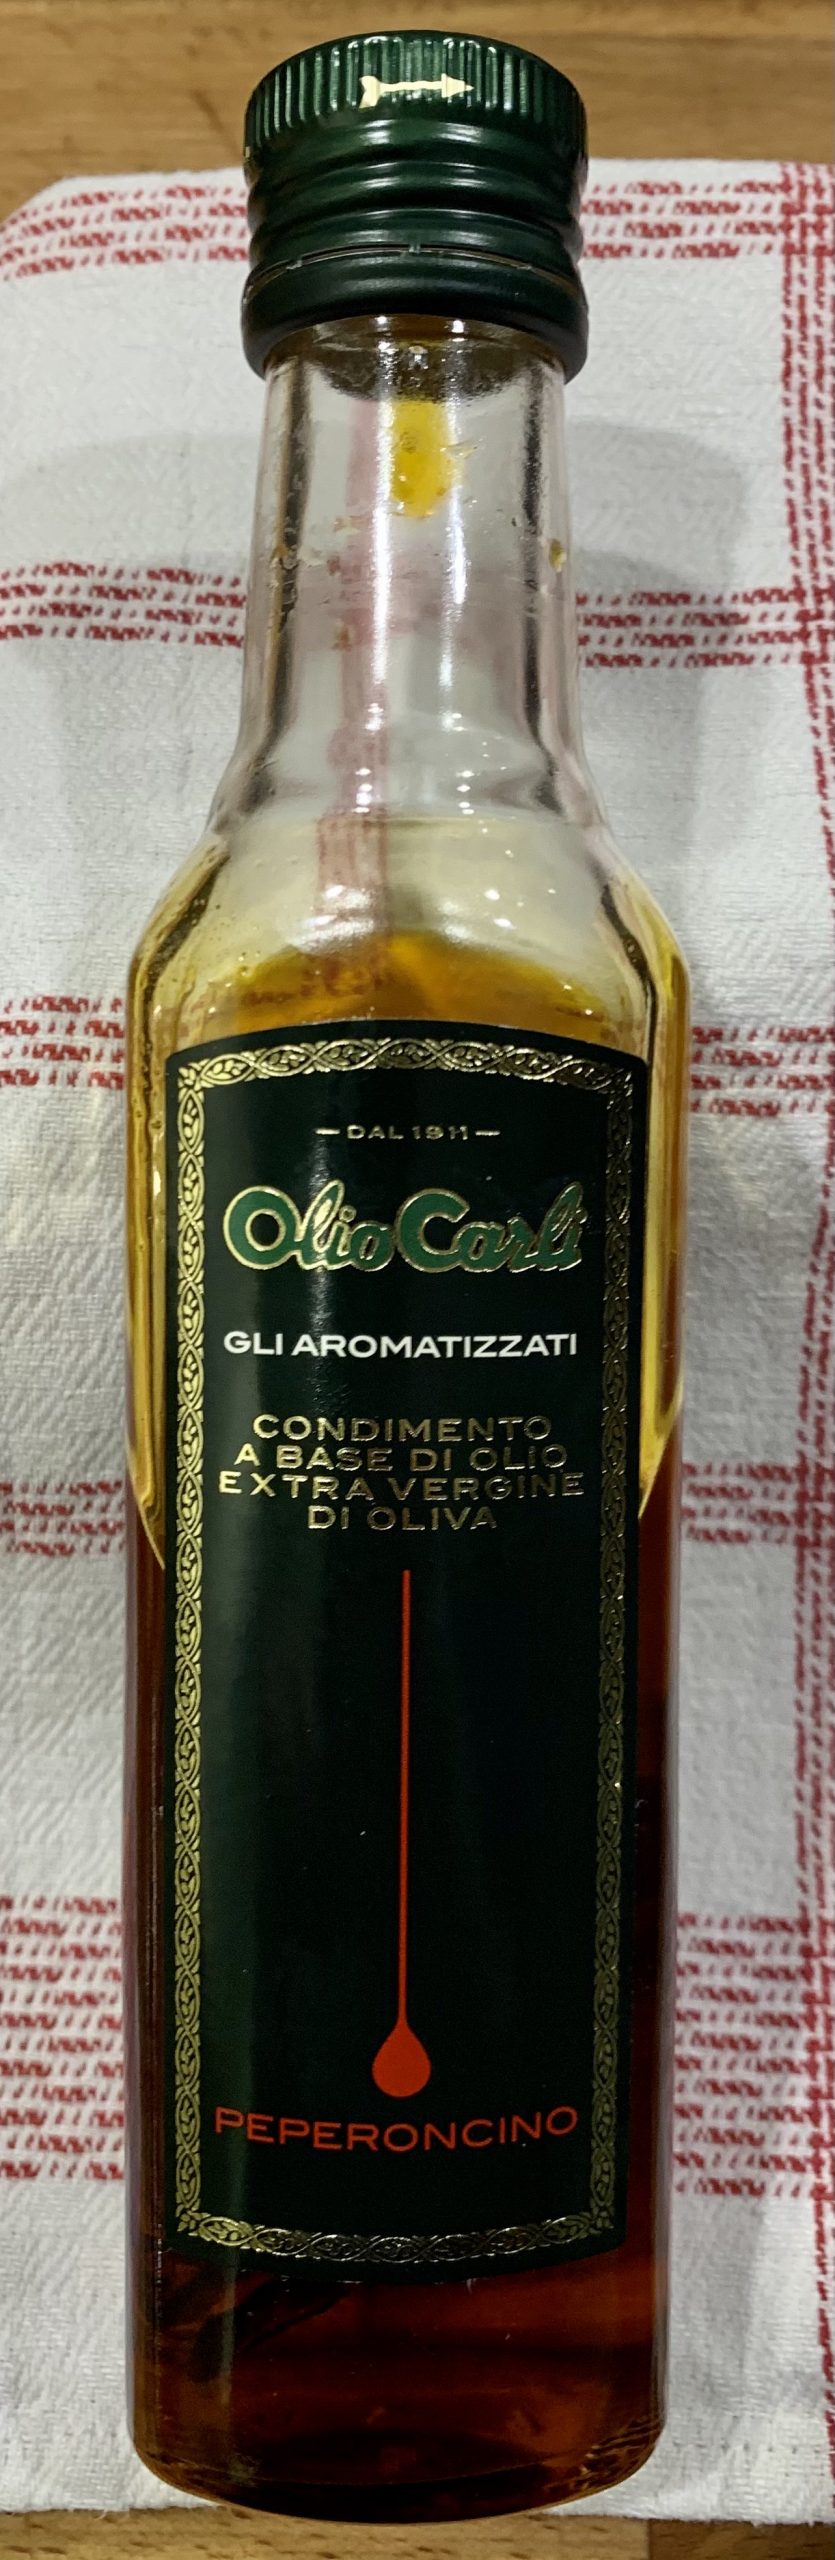 DAL 1911
Olio Carli
GLI AROMATIZZATI
CONDIMENTO
A BASE DI OLIO
EXTRA VERGINE
DI OLIVA
PEPERONCINO